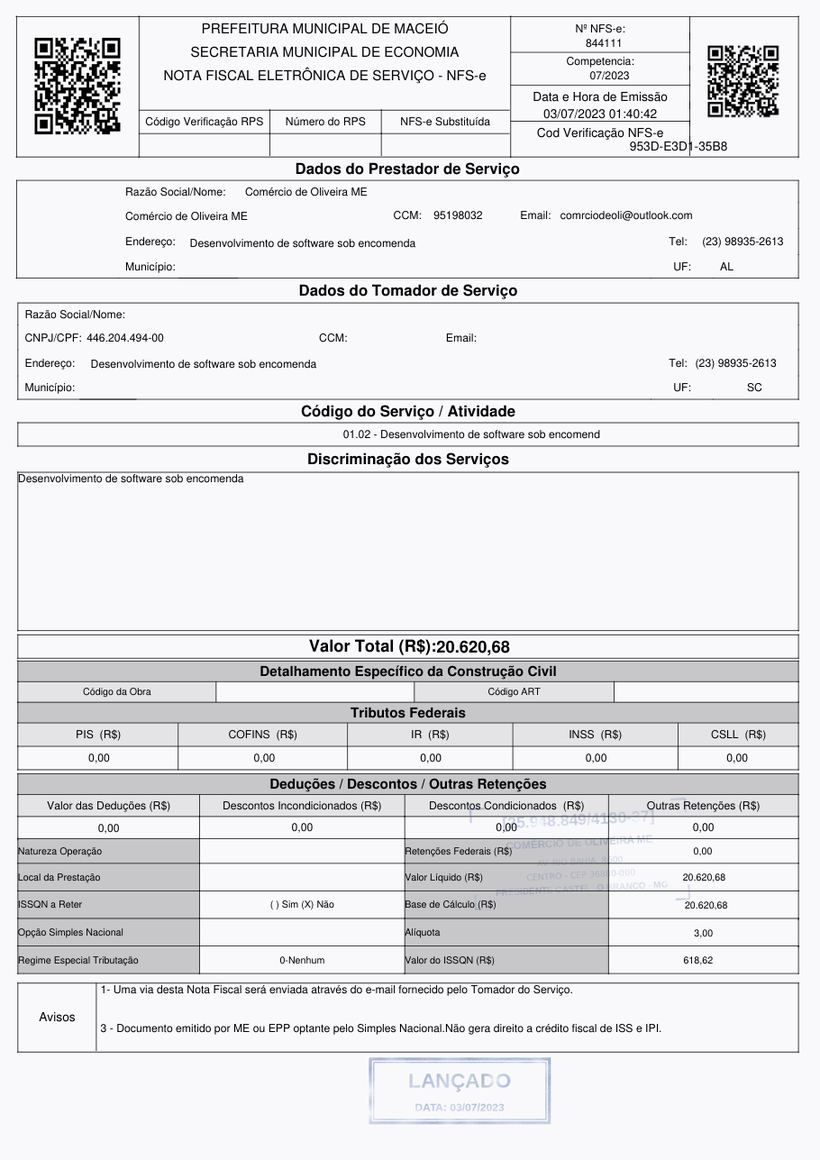 PREFEITURA MUNICIPAL DE MACEIÓ
SECRETARIA MUNICIPAL DE ECONOMIA
NOTA FISCAL ELETRÔNICA DE SERVIÇO - NFS-e
Código Verificação RPS Número do RPS NFS-e Substituída
Nº NFS-e:
844111
Competencia:
07/2023
Data e Hora de Emissão
03/07/2023 01:40:42
Cod Verificação NFS-e
953D-E3D1-35B8
Dados do Prestador de Serviço
Razão Social/Nome: Comércio de Oliveira ME
Comércio de Oliveira ME CCM: 95198032 Email: comrciodeoli@outlook.com
Endereço: Desenvolvimento de software sob encomenda Tel: (23) 98935-2613
Município: UF: AL
Dados do Tomador de Serviço
Razão Social/Nome:
CNPJ/CPF: 446.204.494-00 CCM: Email:
Endereço: Desenvolvimento de software sob encomenda Tel: (23) 98935-2613
Município: UF: SC
Código do Serviço / Atividade
01.02 - Desenvolvimento de software sob encomend
Discriminação dos Serviços
Desenvolvimento de software sob encomenda
Valor Total (R$):20.620,68
Detalhamento Específico da Construção Civil
Código da Obra Código ART
Tributos Federais
PIS (R$) COFINS (R$) IR (R$) INSS (R$) CSLL (R$)
0,00 0,00 0,00 0,00 0,00
Deduções / Descontos / Outras Retenções
Valor das Deduções (R$) Descontos Incondicionados (R$) Descontos Condicionados (R$) Outras Retenções (R$)
0,00 0,00 0,00 0,00
Natureza Operação Retenções Federais (R$) 0,00
Local da Prestação Valor Líquido (R$) 20.620,68
ISSQN a Reter ( ) Sim (X) Não Base de Cálculo (R$) 20.620,68
Opção Simples Nacional Alíquota 3,00
Regime Especial Tributação 0-Nenhum Valor do ISSQN (R$) 618,62
COMÉRCIO DE OLIVEIRA ME
Avisos
1- Uma via desta Nota Fiscal será enviada através do e-mail fornecido pelo Tomador do Serviço.
3 - Documento emitido por ME ou EPP optante pelo Simples Nacional.Não gera direito a crédito fiscal de ISS e IPI.
LANÇADO
DATA: 03/07/2023